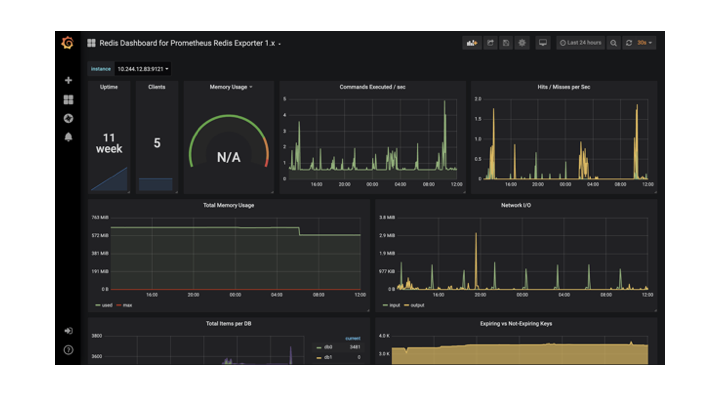 Redis Dashboard for Prometheus Redis Exporter 1.x
Last 24 hours
30s
Instance
10.244.12.83:9121
Uptime
11
week
Clients
5
Memory Usage
N/A
Commands Executed / sec
5
4
3
2
1
0
16:00 20:00 00:00 04:00 08:00 12:00
Hits / Misses per Sec
2.0
1.5
1.0
0.5
0
16:00 20:00 00:00 04:00 08:00 12:00
Total Memory Usage
763 MiB
572 MiB
381 MiB
191 MiB
0 B
16:00 20:00 00:00 04:00 08:00 12:00
used max
Network I/O
3.8 MiB
2.9 MiB
1.9 MiB
977 KiB
0 B
16:00 20:00 00:00 04:00 08:00 12:00
input output
Total Items per DB
3800
3600
current
db0 3481
db1 0
Expiring vs Not-Expiring Keys
4.0 K
3.0 K